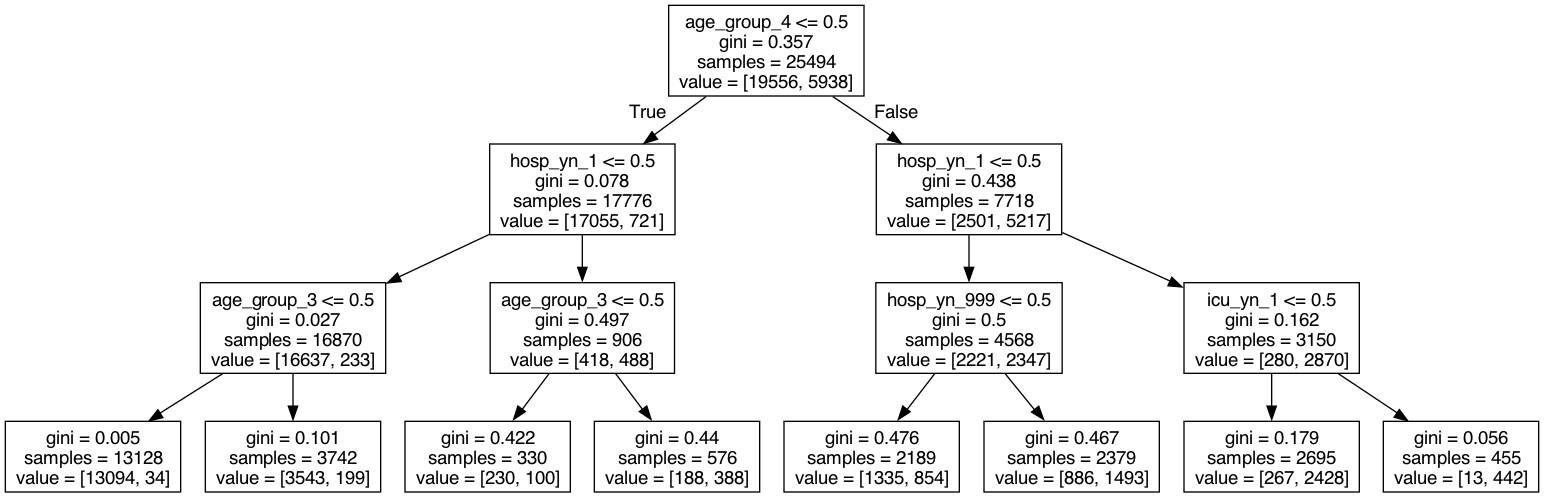 age_group_4 <= 0.5
gini = 0.357
samples = 25494
value = [19556, 5938]
True
False
hosp_yn_1 <= 0.5
gini = 0.078
samples = 17776
value = [17055, 721]
hosp_yn_1 <= 0.5
gini = 0.438
samples = 7718
value = [2501, 5217]
age_group_3 <= 0.5
gini = 0.027
samples = 16870
value = [16637, 233]
age_group_3 <= 0.5
gini = 0.497
samples = 906
value = [418, 488]
hosp_yn_999 <= 0.5
gini = 0.5
samples = 4568
value = [2221, 2347]
icu_yn_1 <= 0.5
gini = 0.162
samples = 3150
value = [280, 2870]
gini = 0.005
samples = 13128
value = [13094, 34]
gini = 0.101
samples = 3742
value = [3543, 199]
gini = 0.422
samples = 330
value = [230, 100]
gini = 0.44
samples = 576
value = [188, 388]
gini = 0.476
samples = 2189
value = [1335, 854]
gini = 0.467
samples = 2379
value = [886, 1493]
gini = 0.179
samples = 2695
value = [267, 2428]
gini = 0.056
samples = 455
value = [13, 442]